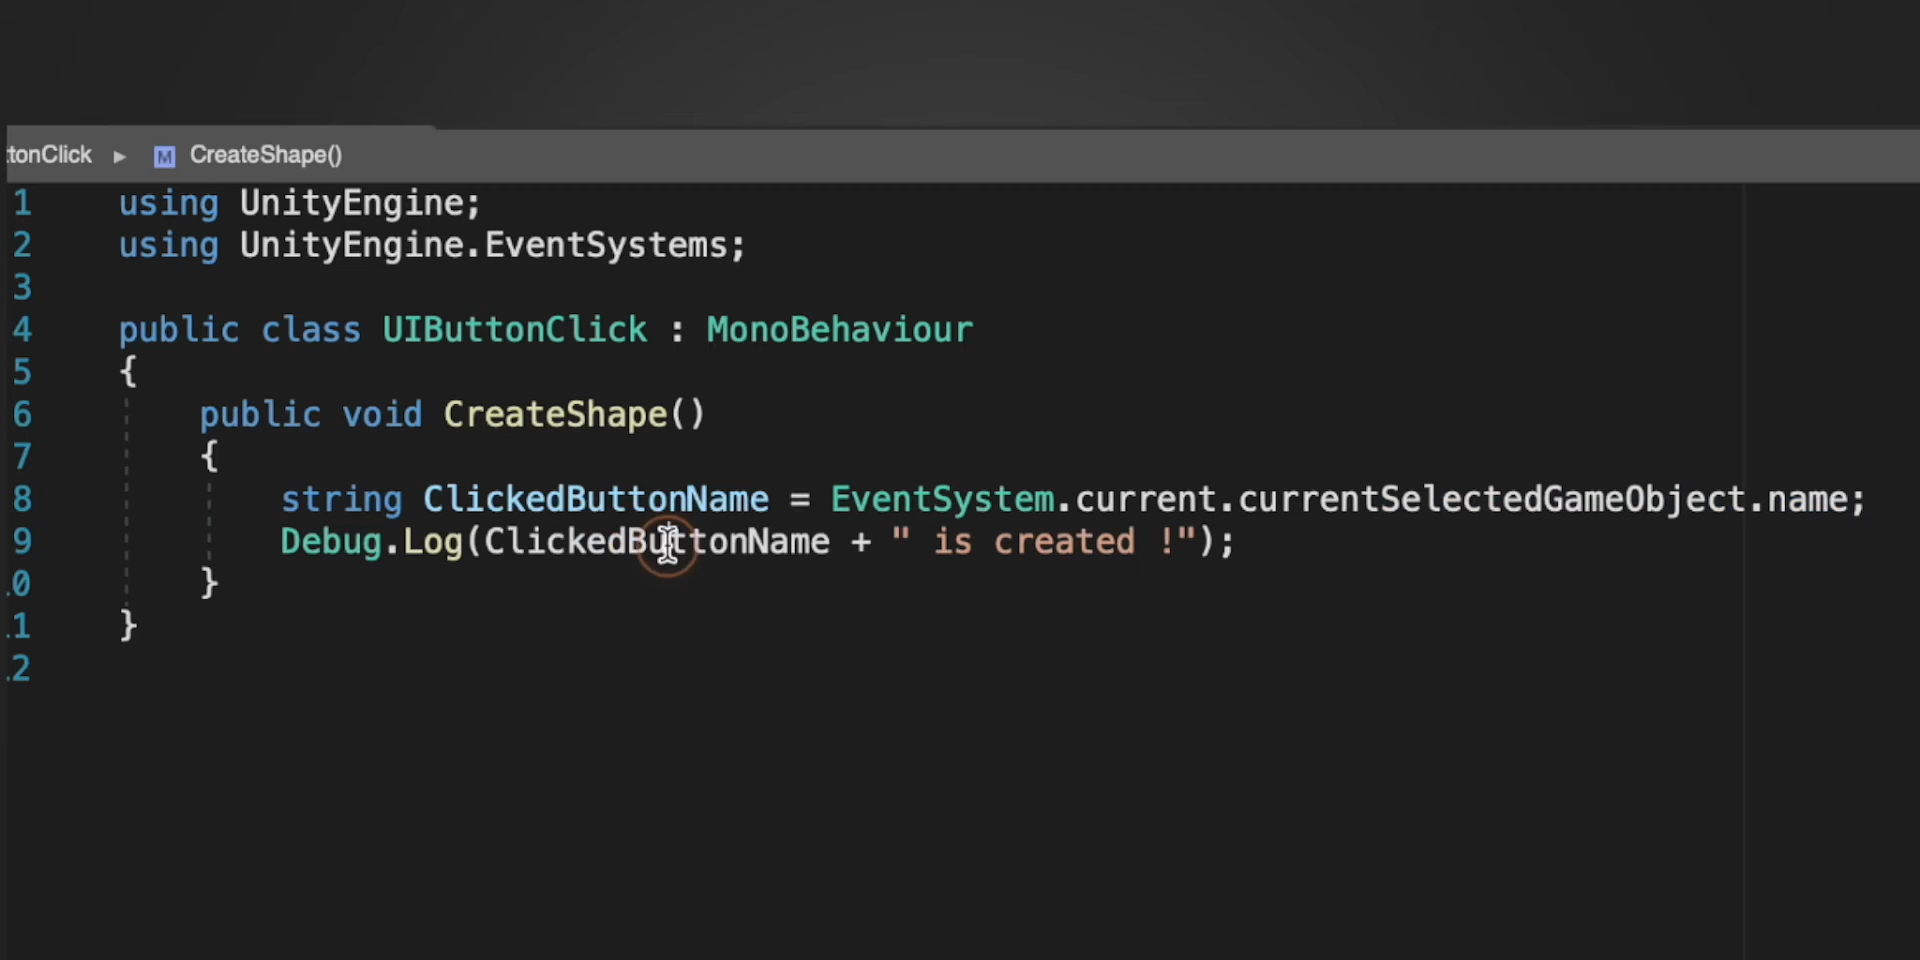 tonClick ▸ M CreateShape()
1 using UnityEngine;
2 using UnityEngine.EventSystems;
3
4 public class UIButtonClick : MonoBehaviour
5 {
6 public void CreateShape()
7 {
8 string ClickedButtonName = EventSystem.current.currentSelectedGameObject.name;
9 Debug.Log(ClickedButtonName + " is created !");
.0 }
.1 }
.2